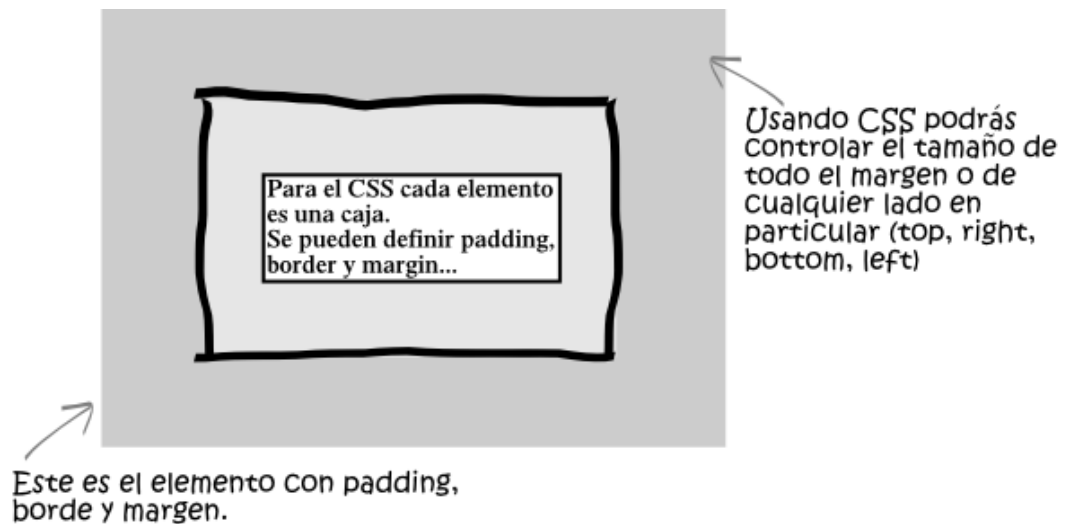 Para el CSS cada elemento
es una caja.
Se pueden definir padding,
border y margin...
Usando CSS podrás
controlar el tamaño de
todo el margen o de
cualquier lado en
particular (top, right,
bottom, left)
Este es el elemento con padding,
borde y margen.